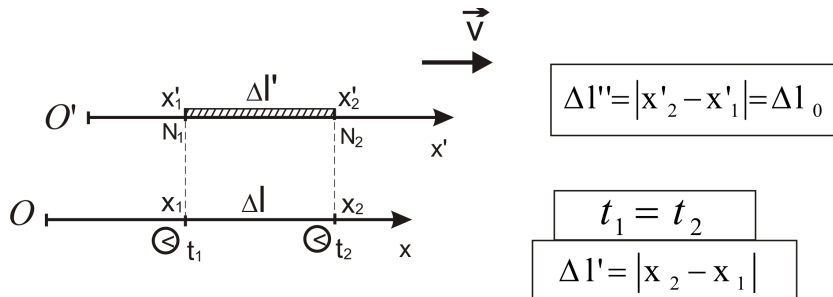 V
x'₁ Δl' x'₂
O'
N₁ N₂
x'
Δl''=|x'₂ − x'₁|=Δl₀
x₁ Δl x₂
O
t₁ t₂ x
t₁ = t₂
Δl'=|x₂ − x₁|